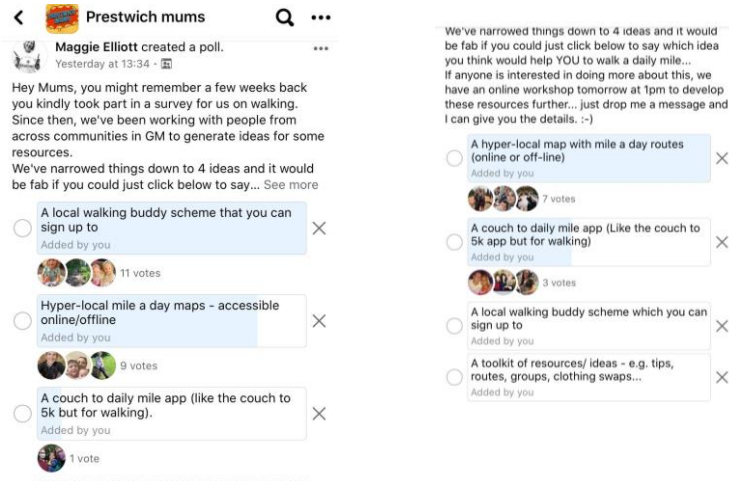 Prestwich mums
Maggie Elliott created a poll.
Yesterday at 13:34 ·
Hey Mums, you might remember a few weeks back
you kindly took part in a survey for us on walking.
Since then, we've been working with people from
across communities in GM to generate ideas for some
resources.
We've narrowed things down to 4 ideas and it would
be fab if you could just click below to say... See more
A local walking buddy scheme that you can
sign up to
Added by you
11 votes
Hyper-local mile a day maps - accessible
online/offline
Added by you
9 votes
A couch to daily mile app (like the couch to
5k but for walking).
Added by you
1 vote
We've narrowed things down to 4 ideas and it would
be fab if you could just click below to say which idea
you think would help YOU to walk a daily mile...
If anyone is interested in doing more about this, we
have an online workshop tomorrow at 1pm to develop
these resources further... just drop me a message and
I can give you the details. :-)
A hyper-local map with mile a day routes
(online or off-line)
Added by you
7 votes
A couch to daily mile app (Like the couch to
5k app but for walking)
Added by you
3 votes
A local walking buddy scheme which you can
sign up to
Added by you
A toolkit of resources/ ideas - e.g. tips,
routes, groups, clothing swaps...
Added by you